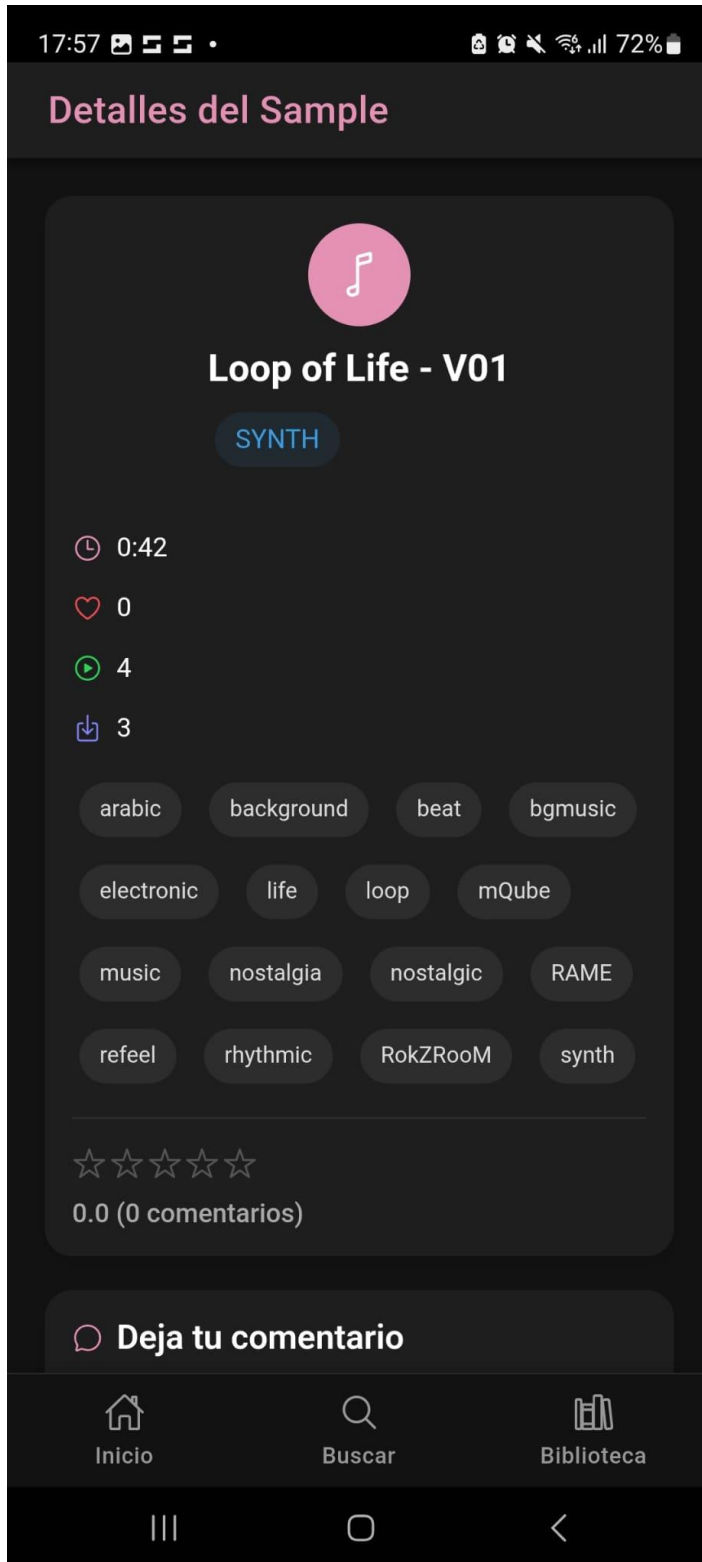 17:57 72%
Detalles del Sample
Loop of Life - V01
SYNTH
0:42
0
4
3
arabic background beat bgmusic
electronic life loop mQube
music nostalgia nostalgic RAME
refeel rhythmic RokZRooM synth
0.0 (0 comentarios)
Deja tu comentario
Inicio Buscar Biblioteca